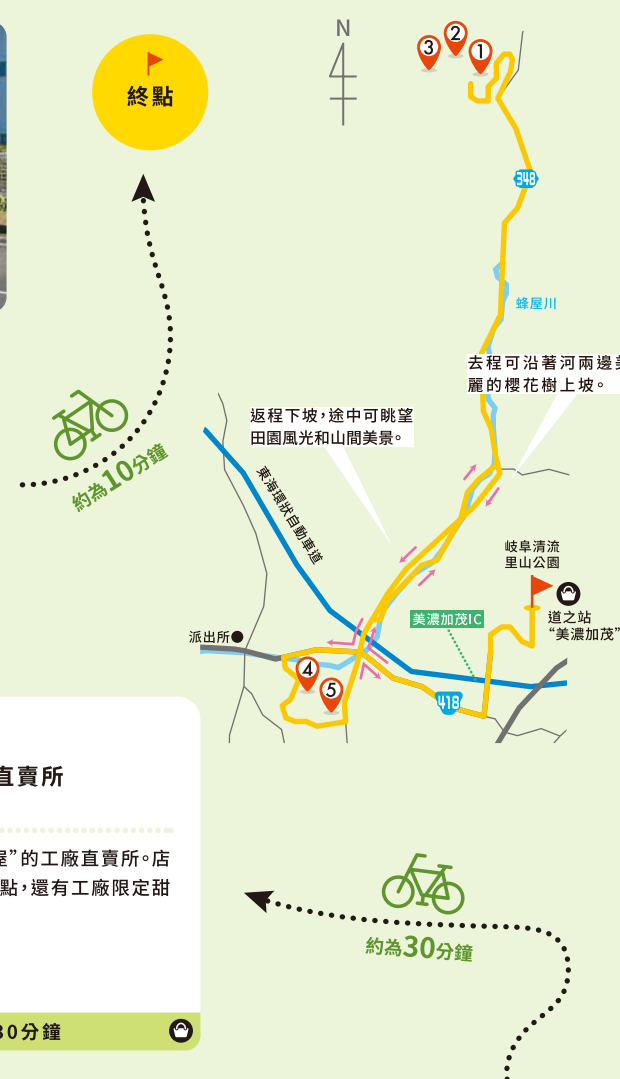 終點
N
3
2
1
348
蜂屋川
去程可沿著河兩邊美
麗的櫻花樹上坡。
返程下坡，途中可眺望
田園風光和山間美景。
約為10分鐘
東海環狀自動車道
岐阜清流
里山公園
道之站
“美濃加茂”
美濃加茂IC
派出所
4
5
418
直賣所
屋”的工廠直賣所。店
點，還有工廠限定甜
約為30分鐘
30分鐘